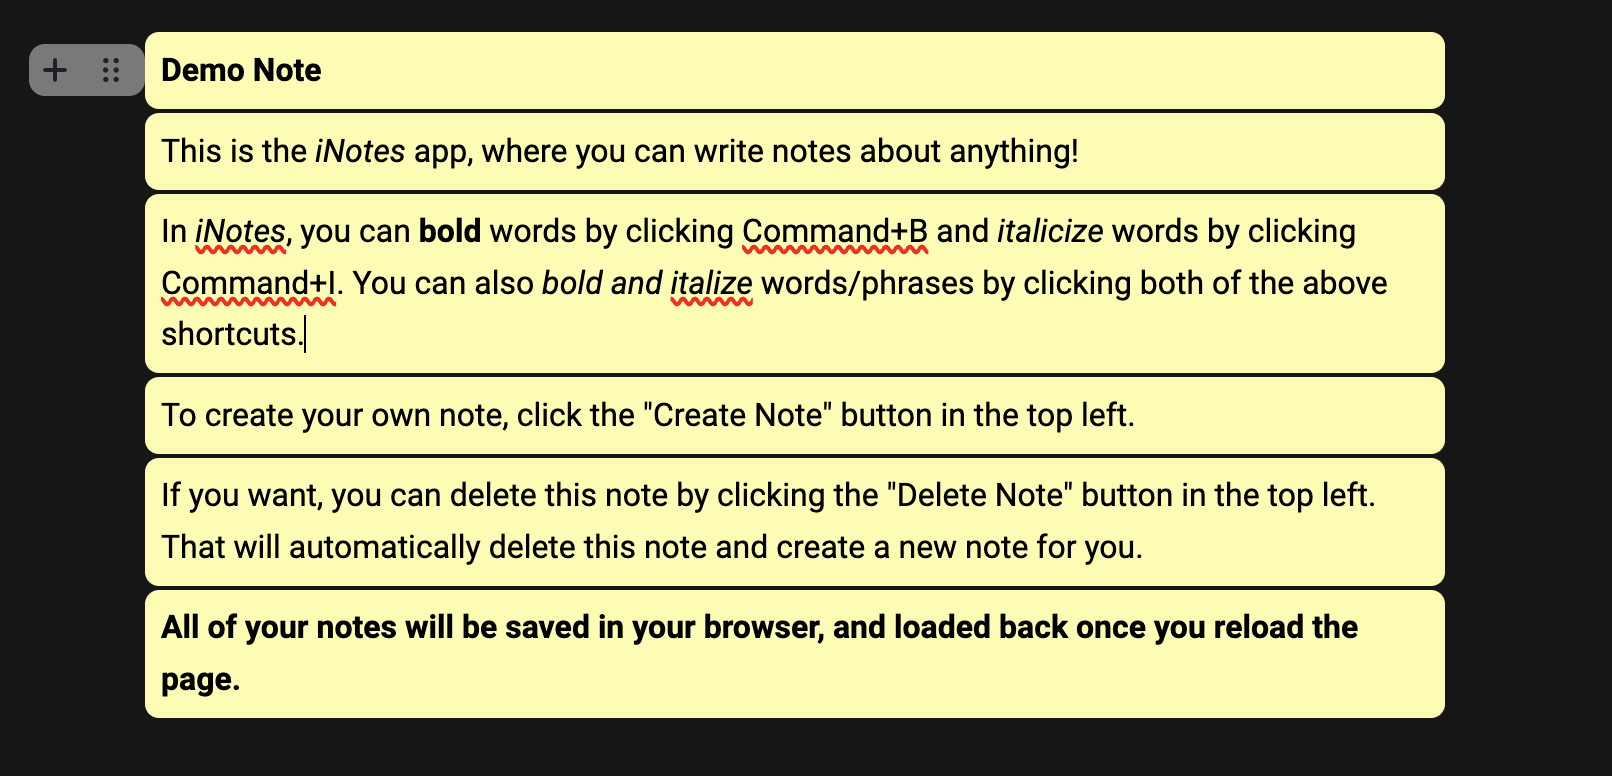 Demo Note
This is the iNotes app, where you can write notes about anything!
In iNotes, you can bold words by clicking Command+B and italicize words by clicking
Command+I. You can also bold and italize words/phrases by clicking both of the above
shortcuts.
To create your own note, click the "Create Note" button in the top left.
If you want, you can delete this note by clicking the "Delete Note" button in the top left.
That will automatically delete this note and create a new note for you.
All of your notes will be saved in your browser, and loaded back once you reload the
page.